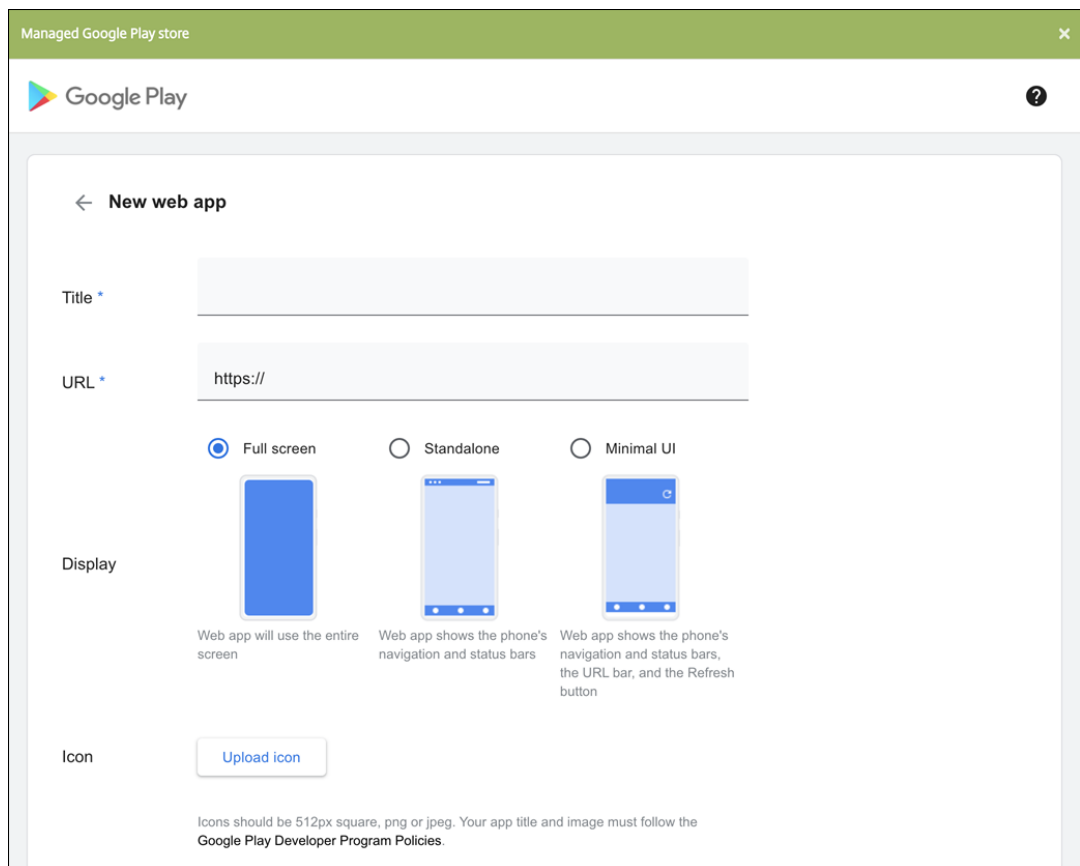 Managed Google Play store
Google Play
New web app
Title *
URL *
https://
Full screen
Standalone
Minimal UI
Display
Web app will use the entire
screen
Web app shows the phone's
navigation and status bars
Web app shows the phone's
navigation and status bars,
the URL bar, and the Refresh
button
Icon
Upload icon
Icons should be 512px square, png or jpeg. Your app title and image must follow the
Google Play Developer Program Policies.